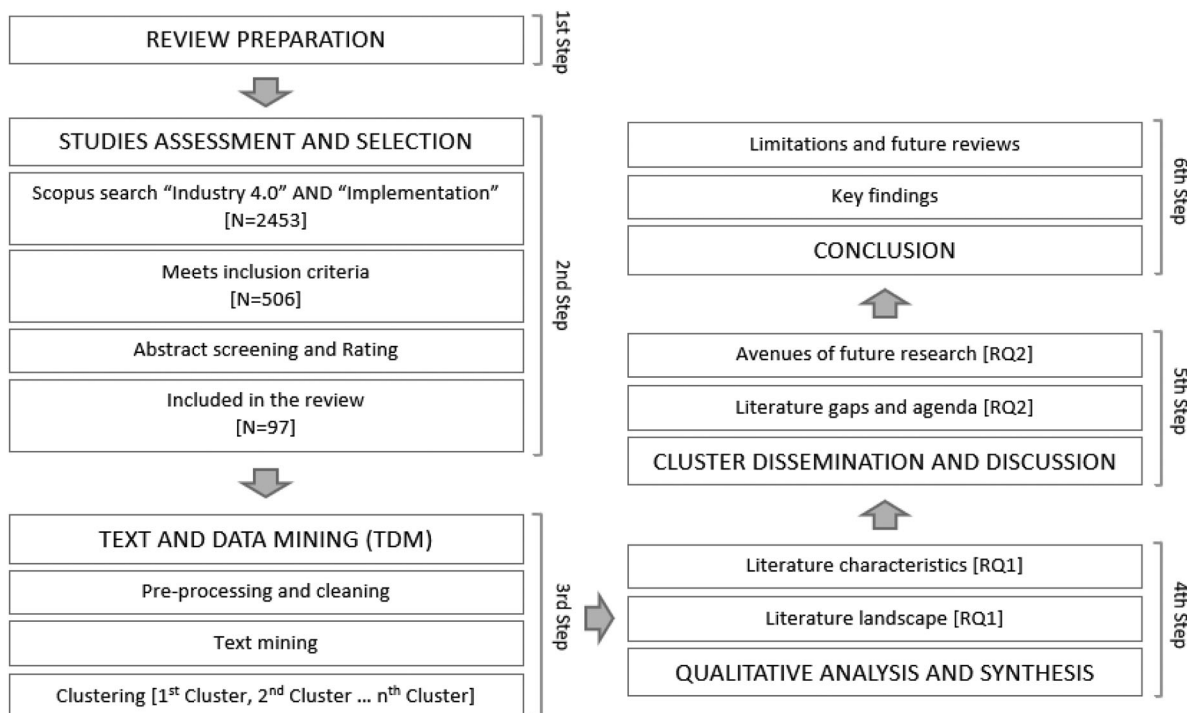 REVIEW PREPARATION
1st Step
STUDIES ASSESSMENT AND SELECTION
Scopus search “Industry 4.0” AND “Implementation”
[N=2453]
Meets inclusion criteria
[N=506]
Abstract screening and Rating
Included in the review
[N=97]
2nd Step
TEXT AND DATA MINING (TDM)
Pre-processing and cleaning
Text mining
Clustering [1st Cluster, 2nd Cluster ... nth Cluster]
3rd Step
Literature characteristics [RQ1]
Literature landscape [RQ1]
QUALITATIVE ANALYSIS AND SYNTHESIS
4th Step
Avenues of future research [RQ2]
Literature gaps and agenda [RQ2]
CLUSTER DISSEMINATION AND DISCUSSION
5th Step
Limitations and future reviews
Key findings
CONCLUSION
6th Step